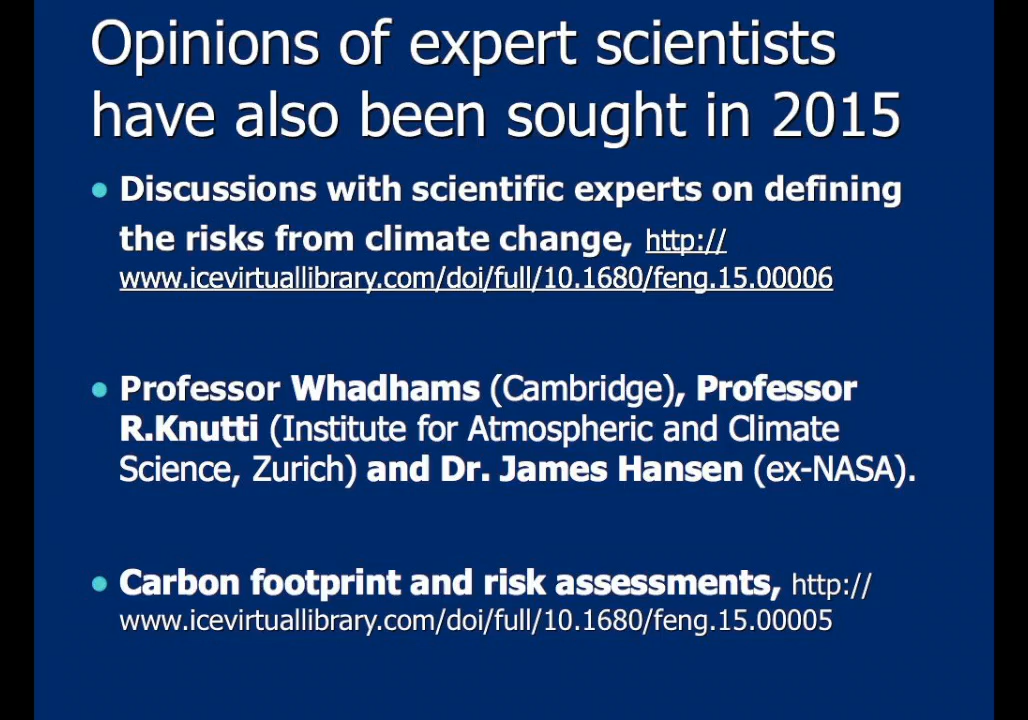 Opinions of expert scientists
have also been sought in 2015
• Discussions with scientific experts on defining
the risks from climate change, http://
www.icevirtuallibrary.com/doi/full/10.1680/feng.15.00006
• Professor Whadhams (Cambridge), Professor
R.Knutti (Institute for Atmospheric and Climate
Science, Zurich) and Dr. James Hansen (ex-NASA).
• Carbon footprint and risk assessments, http://
www.icevirtuallibrary.com/doi/full/10.1680/feng.15.00005